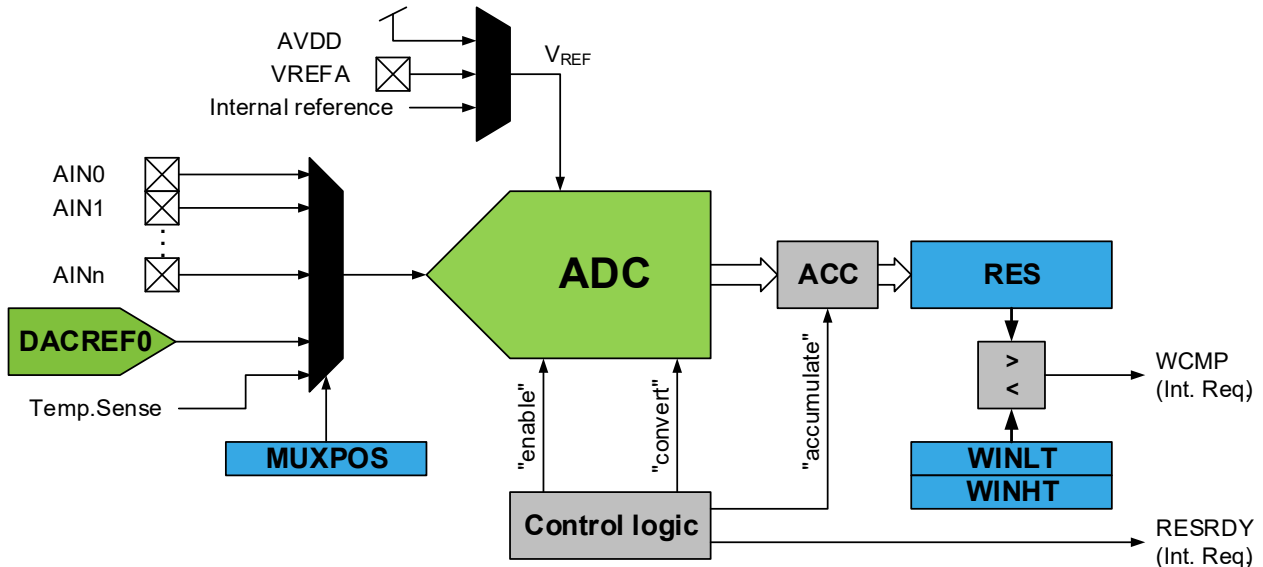 AVDD
VREFA
Internal reference
VREF
AIN0
AIN1
AINn
DACREF0
Temp.Sense
MUXPOS
ADC
ACC
RES
>
<
WCMP
(Int. Req)
"enable"
"convert"
"accumulate"
WINLT
WINHT
Control logic
RESRDY
(Int. Req)